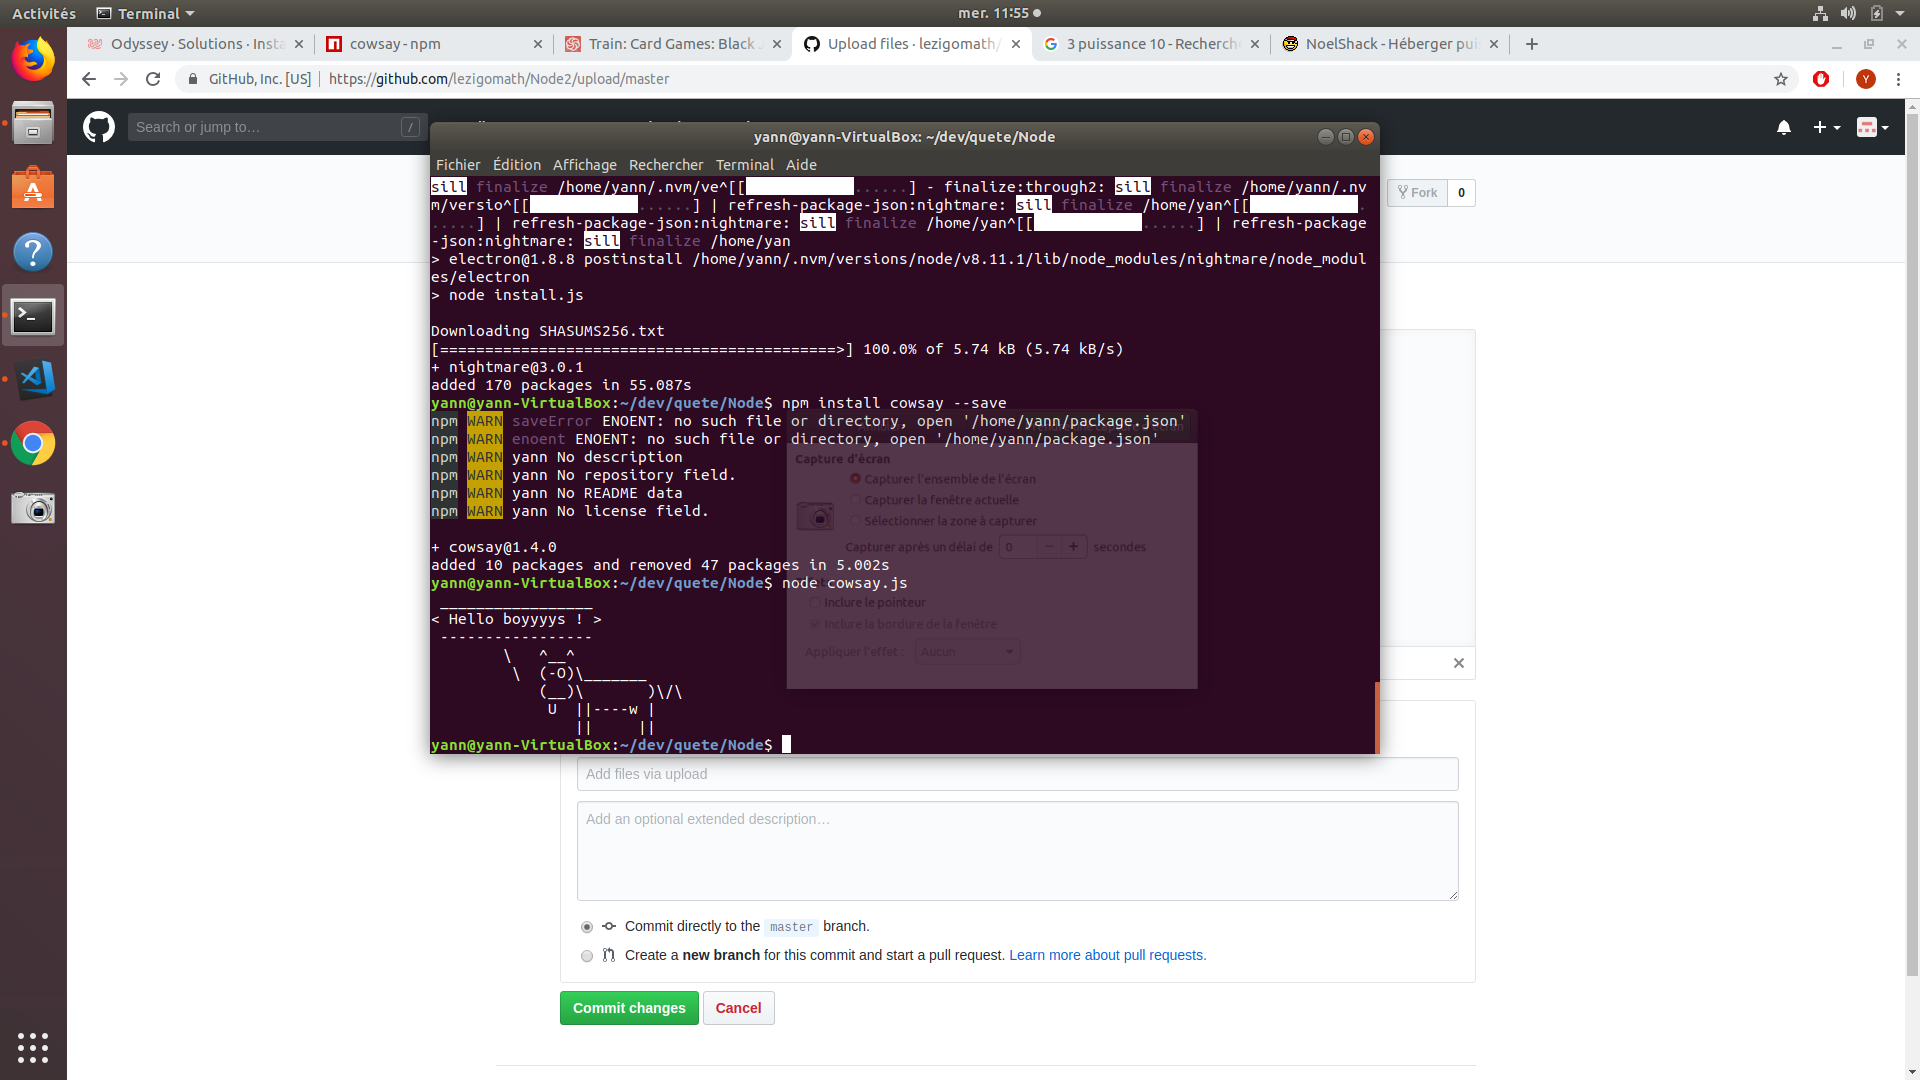 Activités
Terminal
mer. 11:55
Odyssey · Solutions · Insta
cowsay - npm
Train: Card Games: Black J
Upload files · lezigomath/
3 puissance 10 - Recherch
NoelShack - Héberger pui
GitHub, Inc. [US]
https://github.com/lezigomath/Node2/upload/master
Y
Search or jump to…
/
Fork
0
yann@yann-VirtualBox: ~/dev/quete/Node
Fichier Édition Affichage Rechercher Terminal Aide
sill finalize /home/yann/.nvm/ve^[[ ......] - finalize:through2: sill finalize /home/yann/.nv
m/versio^[[ ......] | refresh-package-json:nightmare: sill finalize /home/yan^[[ .
.....] | refresh-package-json:nightmare: sill finalize /home/yan^[[ ......] | refresh-package
-json:nightmare: sill finalize /home/yan
> electron@1.8.8 postinstall /home/yann/.nvm/versions/node/v8.11.1/lib/node_modules/nightmare/node_modul
es/electron
> node install.js
Downloading SHASUMS256.txt
[============================================>] 100.0% of 5.74 kB (5.74 kB/s)
+ nightmare@3.0.1
added 170 packages in 55.087s
yann@yann-VirtualBox:~/dev/quete/Node$ npm install cowsay --save
npm WARN saveError ENOENT: no such file or directory, open '/home/yann/package.json'
npm WARN enoent ENOENT: no such file or directory, open '/home/yann/package.json'
npm WARN yann No description
npm WARN yann No repository field.
npm WARN yann No README data
npm WARN yann No license field.
+ cowsay@1.4.0
added 10 packages and removed 47 packages in 5.002s
yann@yann-VirtualBox:~/dev/quete/Node$ node cowsay.js
 _________________
< Hello boyyyys ! >
 -----------------
        \   ^__^
         \  (-O)\_______
            (__)\       )\/\
             U  ||----w |
                ||     ||
yann@yann-VirtualBox:~/dev/quete/Node$
Capture d'écran
Capturer l'ensemble de l'écran
Capturer la fenêtre actuelle
Sélectionner la zone à capturer
Capturer après un délai de 0 − + secondes
Inclure le pointeur
Inclure la bordure de la fenêtre
Appliquer l'effet : Aucun
Add files via upload
Add an optional extended description…
Commit directly to the master branch.
Create a new branch for this commit and start a pull request. Learn more about pull requests.
Commit changes
Cancel